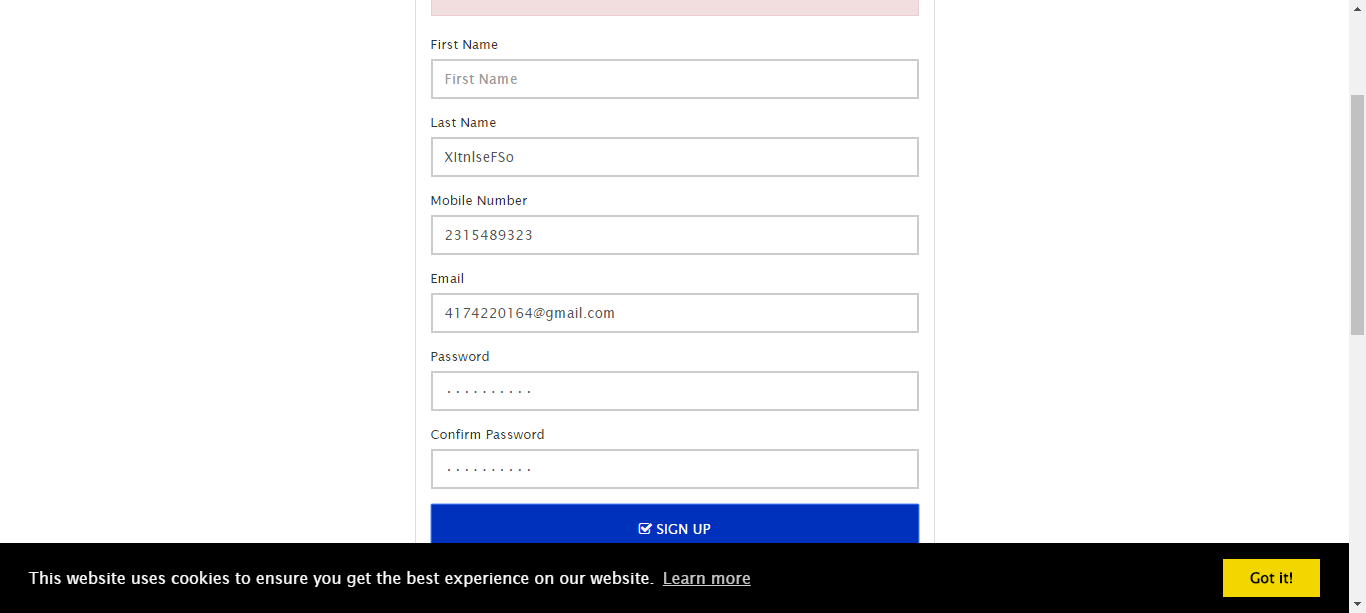 First Name
First Name
Last Name
XItnlseFSo
Mobile Number
2315489323
Email
4174220164@gmail.com
Password
..........
Confirm Password
..........
SIGN UP
This website uses cookies to ensure you get the best experience on our website. Learn more
Got it!